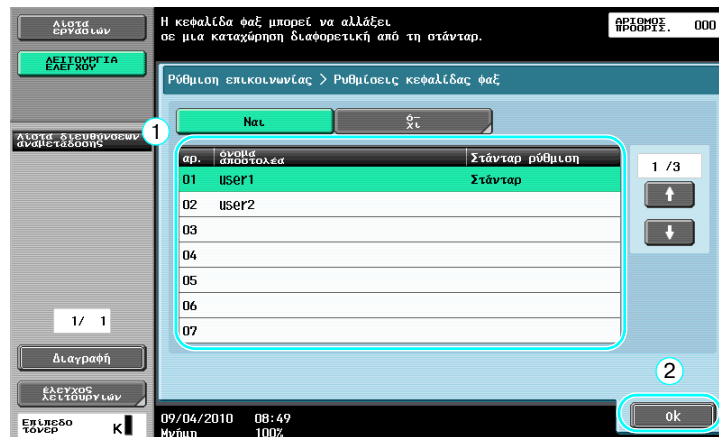 Λίστα
εργασιών
Η κεφαλίδα φαξ μπορεί να αλλάξει
σε μια καταχώρηση διαφορετική από τη στάνταρ.
ΑΡΙΘΜΟΣ
ΠΡΟΟΡΙΣ.
000
ΛΕΙΤΟΥΡΓΙΑ
ΕΛΕΓΧΟΥ
Ρύθμιση επικοινωνίας > Ρυθμίσεις κεφαλίδας φαξ
Λίστα διευθύνσεων
αναμετάδοσης
1
Ναι
ό-
χι
αρ.
όνομα
αποστολέα
Στάνταρ ρύθμιση
01 user1 Στάνταρ
02 user2
03
04
05
06
07
1 /3
1/ 1
Διαγραφή
έλεγχος
λειτουργιών
2
ok
Επίπεδο
τόνερ
K
09/04/2010 08:49
Μνήμη 100%